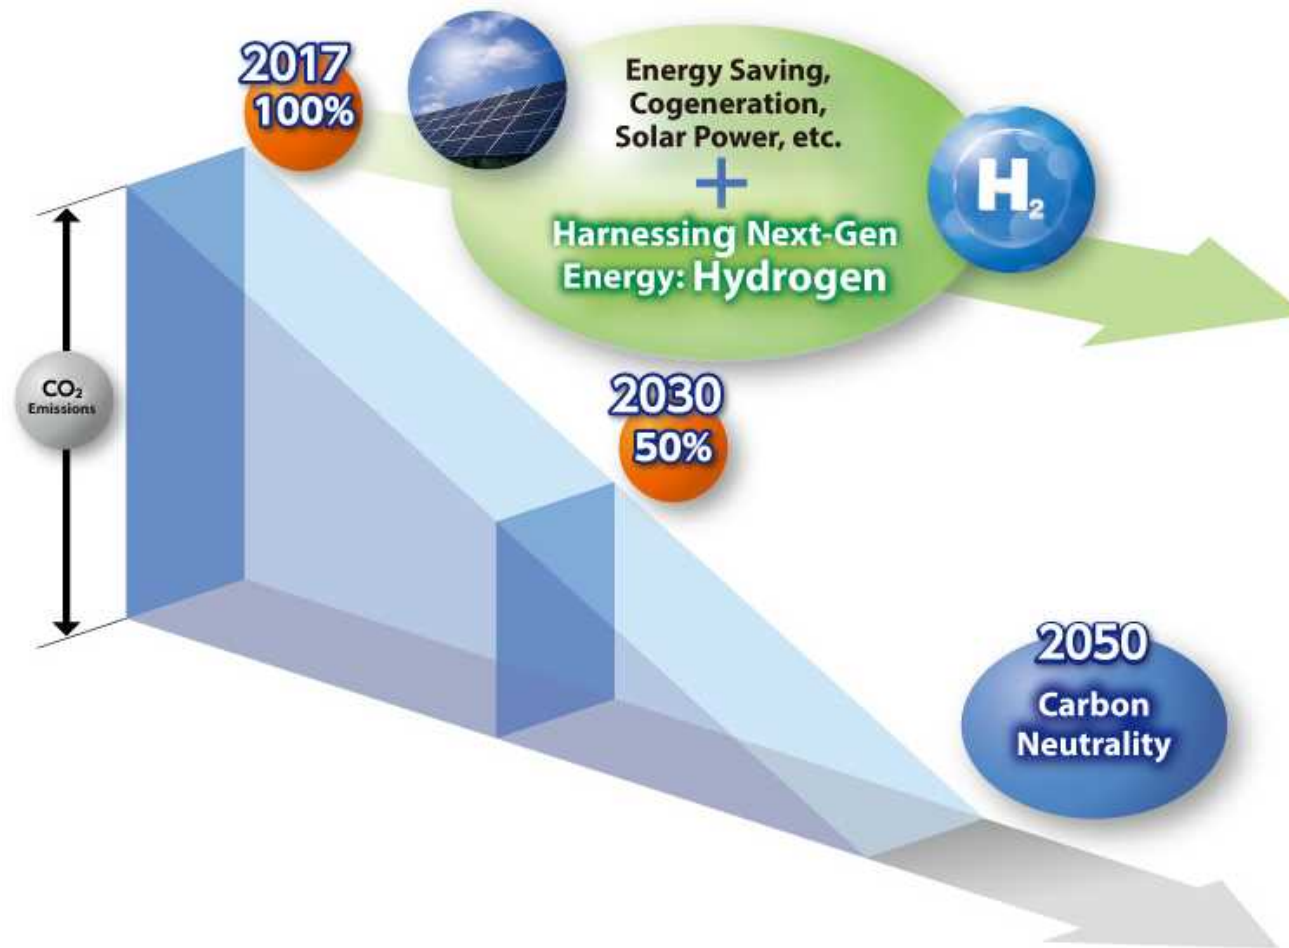 2017
100%
Energy Saving,
Cogeneration,
Solar Power, etc.
+
Harnessing Next-Gen
Energy: Hydrogen
H₂
CO₂
Emissions
2030
50%
2050
Carbon
Neutrality